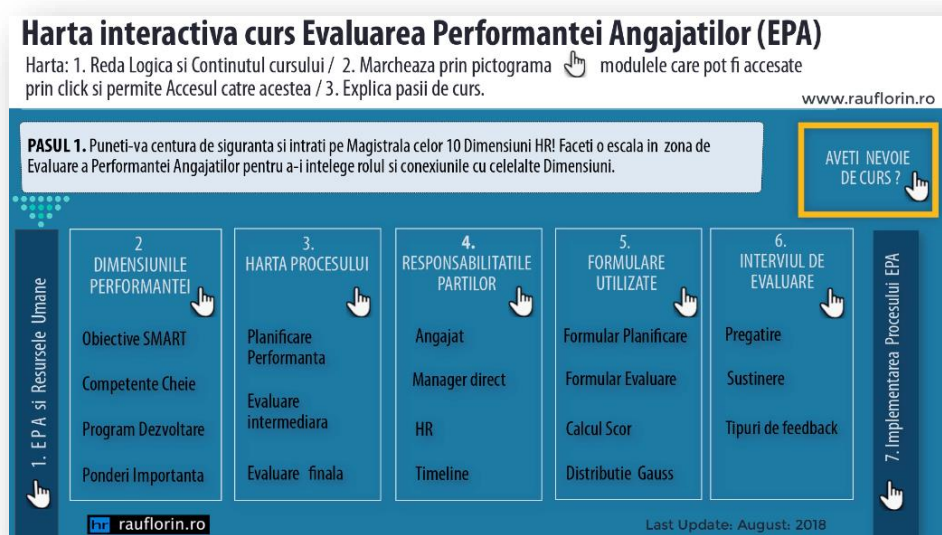 Harta interactiva curs Evaluarea Performantei Angajatilor (EPA)
Harta: 1. Reda Logica si Continutul cursului / 2. Marcheaza prin pictograma modulele care pot fi accesate
prin click si permite Accesul catre acestea / 3. Explica pasii de curs.
www.rauflorin.ro
PASUL 1. Puneti-va centura de siguranta si intrati pe Magistrala celor 10 Dimensiuni HR! Faceti o escala in zona de
Evaluare a Performantei Angajatilor pentru a-i intelege rolul si conexiunile cu celelalte Dimensiuni.
AVETI NEVOIE
DE CURS ?
1. E P A si Resursele Umane
2
DIMENSIUNILE
PERFORMANTEI
Obiective SMART
Competente Cheie
Program Dezvoltare
Ponderi Importanta
3.
HARTA PROCESULUI
Planificare
Performanta
Evaluare
intermediara
Evaluare finala
4.
RESPONSABILITATILE
PARTILOR
Angajat
Manager direct
HR
Timeline
5.
FORMULARE
UTILIZATE
Formular Planificare
Formular Evaluare
Calcul Scor
Distributie Gauss
6.
INTERVIUL DE
EVALUARE
Pregatire
Sustinere
Tipuri de feedback
7. Implementarea Procesului EPA
hr rauflorin.ro
Last Update: August: 2018